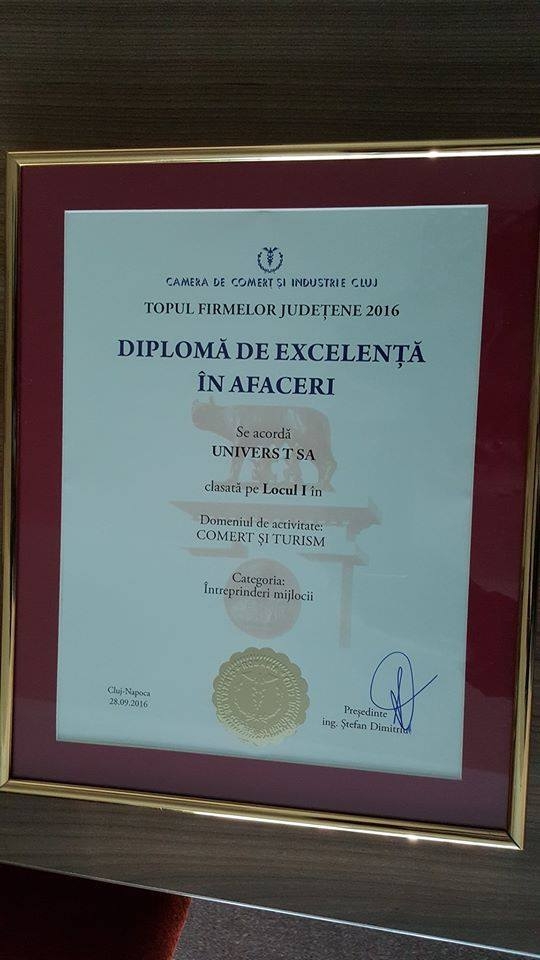 CAMERA DE COMERT ȘI INDUSTRIE CLUJ
TOPUL FIRMELOR JUDEȚENE 2016
DIPLOMĂ DE EXCELENȚĂ
ÎN AFACERI
Se acordă
UNIVERS T SA
clasată pe Locul I în
Domeniul de activitate:
COMERT ȘI TURISM
Categoria:
Întreprinderi mijlocii
Cluj-Napoca
28.09.2016
Președinte
ing. Ștefan Dimitriu